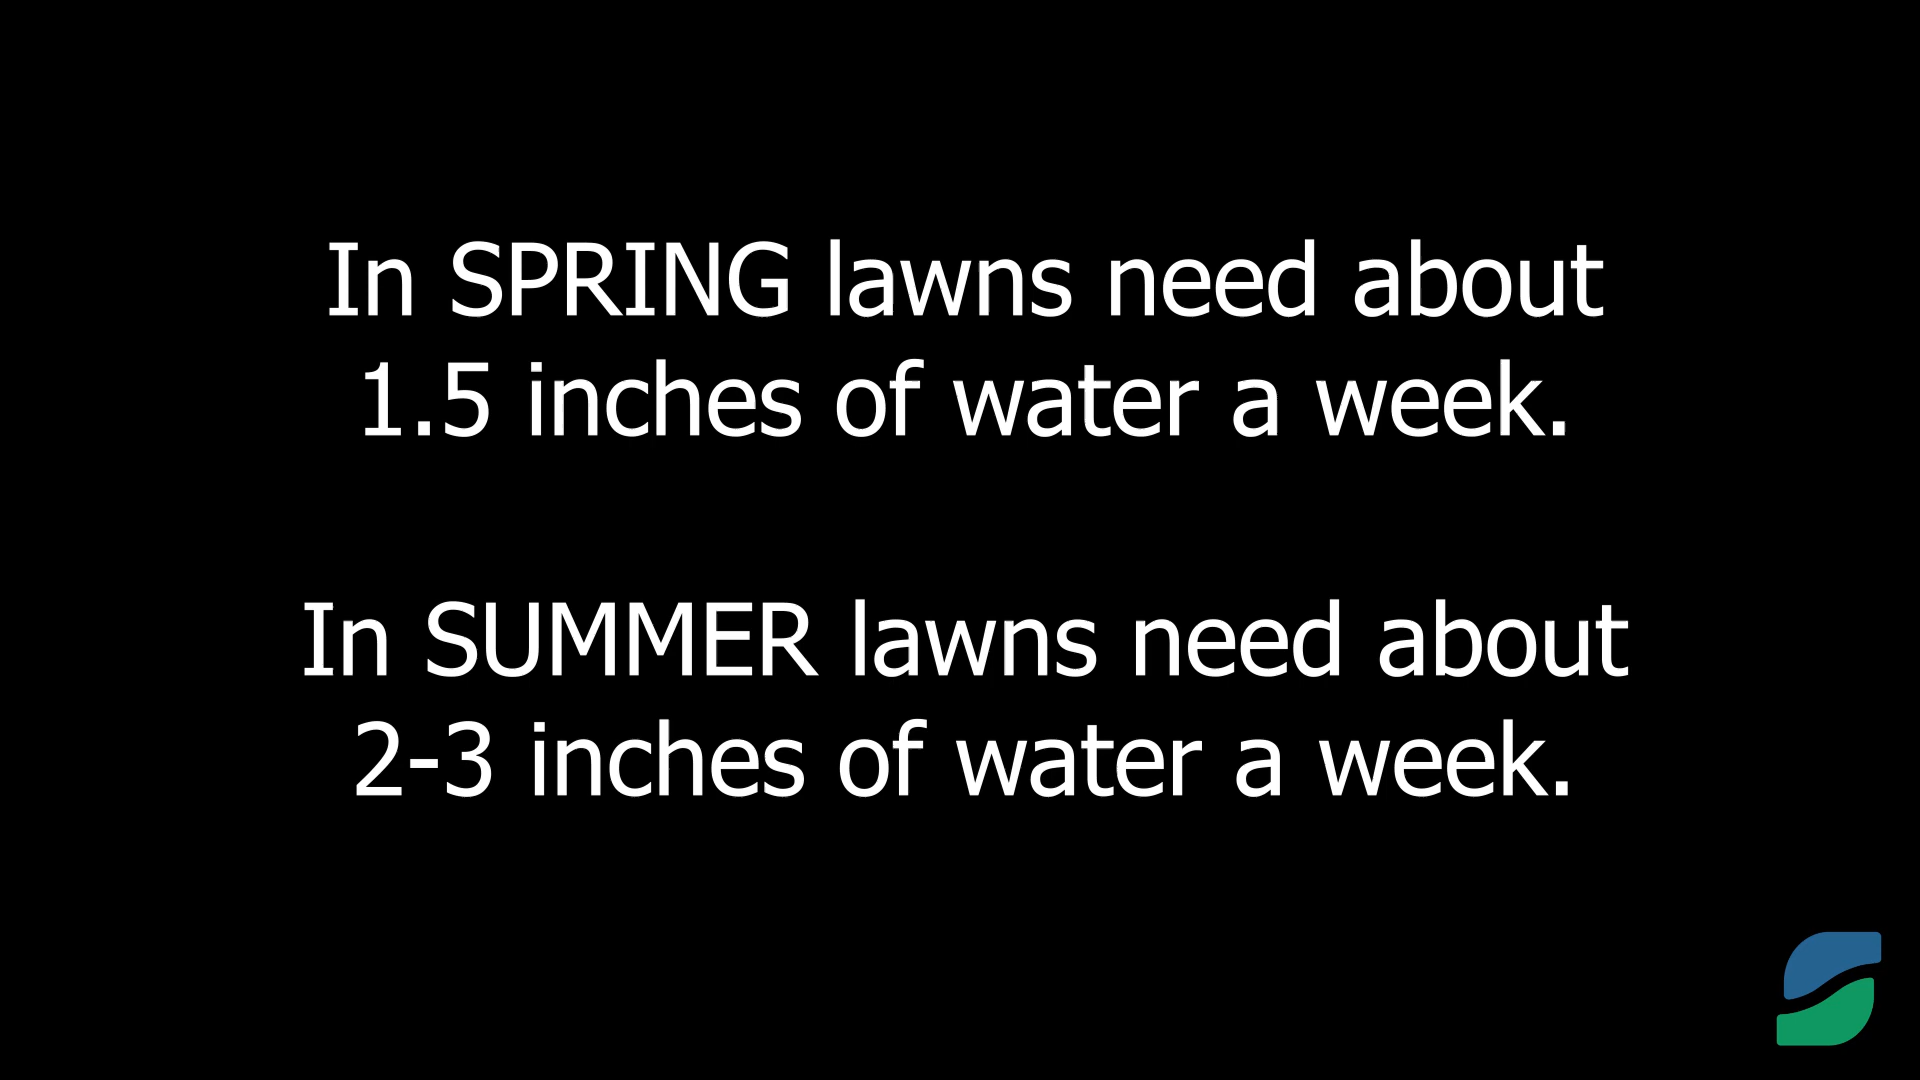 In SPRING lawns need about
1.5 inches of water a week.
In SUMMER lawns need about
2-3 inches of water a week.